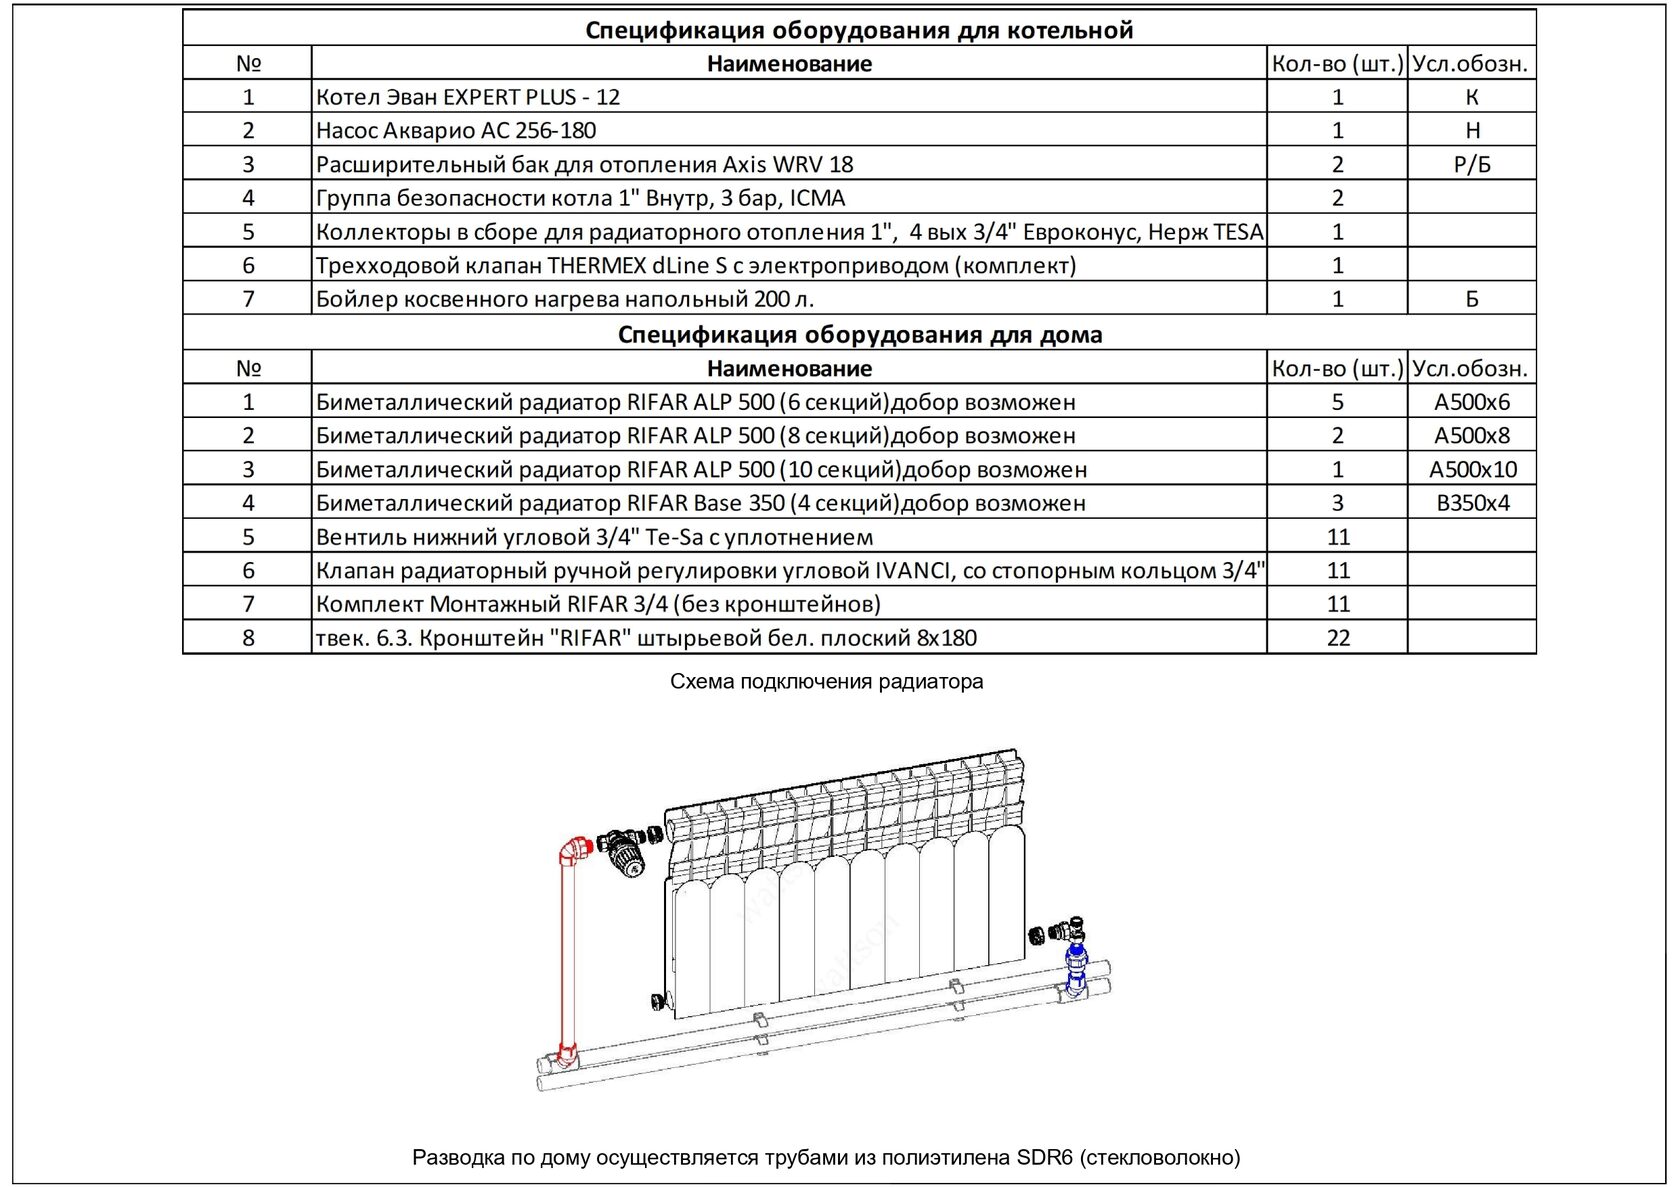 Спецификация оборудования для котельной
№ Наименование Кол-во (шт.) Усл.обозн.
1 Котел Эван EXPERT PLUS - 12 1 К
2 Насос Акварио AC 256-180 1 Н
3 Расширительный бак для отопления Axis WRV 18 2 Р/Б
4 Группа безопасности котла 1" Внутр, 3 бар, ICMA 2
5 Коллекторы в сборе для радиаторного отопления 1", 4 вых 3/4" Евроконус, Нерж TESA 1
6 Трехходовой клапан THERMEX dLine S с электроприводом (комплект) 1
7 Бойлер косвенного нагрева напольный 200 л. 1 Б
Спецификация оборудования для дома
№ Наименование Кол-во (шт.) Усл.обозн.
1 Биметаллический радиатор RIFAR ALP 500 (6 секций)добор возможен 5 А500х6
2 Биметаллический радиатор RIFAR ALP 500 (8 секций)добор возможен 2 А500х8
3 Биметаллический радиатор RIFAR ALP 500 (10 секций)добор возможен 1 А500х10
4 Биметаллический радиатор RIFAR Base 350 (4 секций)добор возможен 3 В350х4
5 Вентиль нижний угловой 3/4" Te-Sa с уплотнением 11
6 Клапан радиаторный ручной регулировки угловой IVANCI, со стопорным кольцом 3/4" 11
7 Комплект Монтажный RIFAR 3/4 (без кронштейнов) 11
8 твек. 6.3. Кронштейн "RIFAR" штырьевой бел. плоский 8х180 22
Схема подключения радиатора
Разводка по дому осуществляется трубами из полиэтилена SDR6 (стекловолокно)